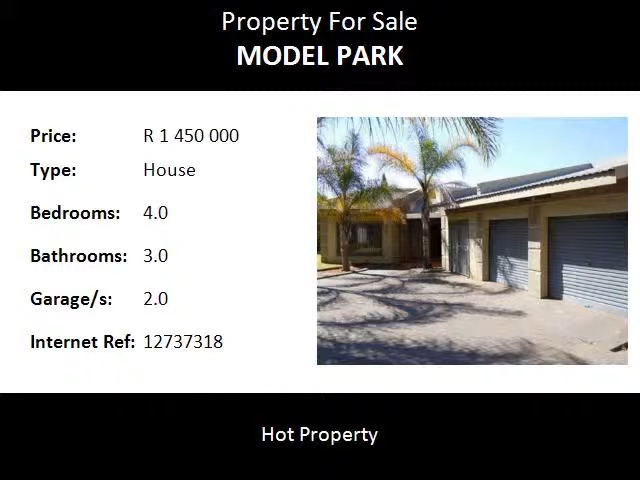 Property For Sale
MODEL PARK
Price: R 1 450 000
Type: House
Bedrooms: 4.0
Bathrooms: 3.0
Garage/s: 2.0
Internet Ref: 12737318
Hot Property